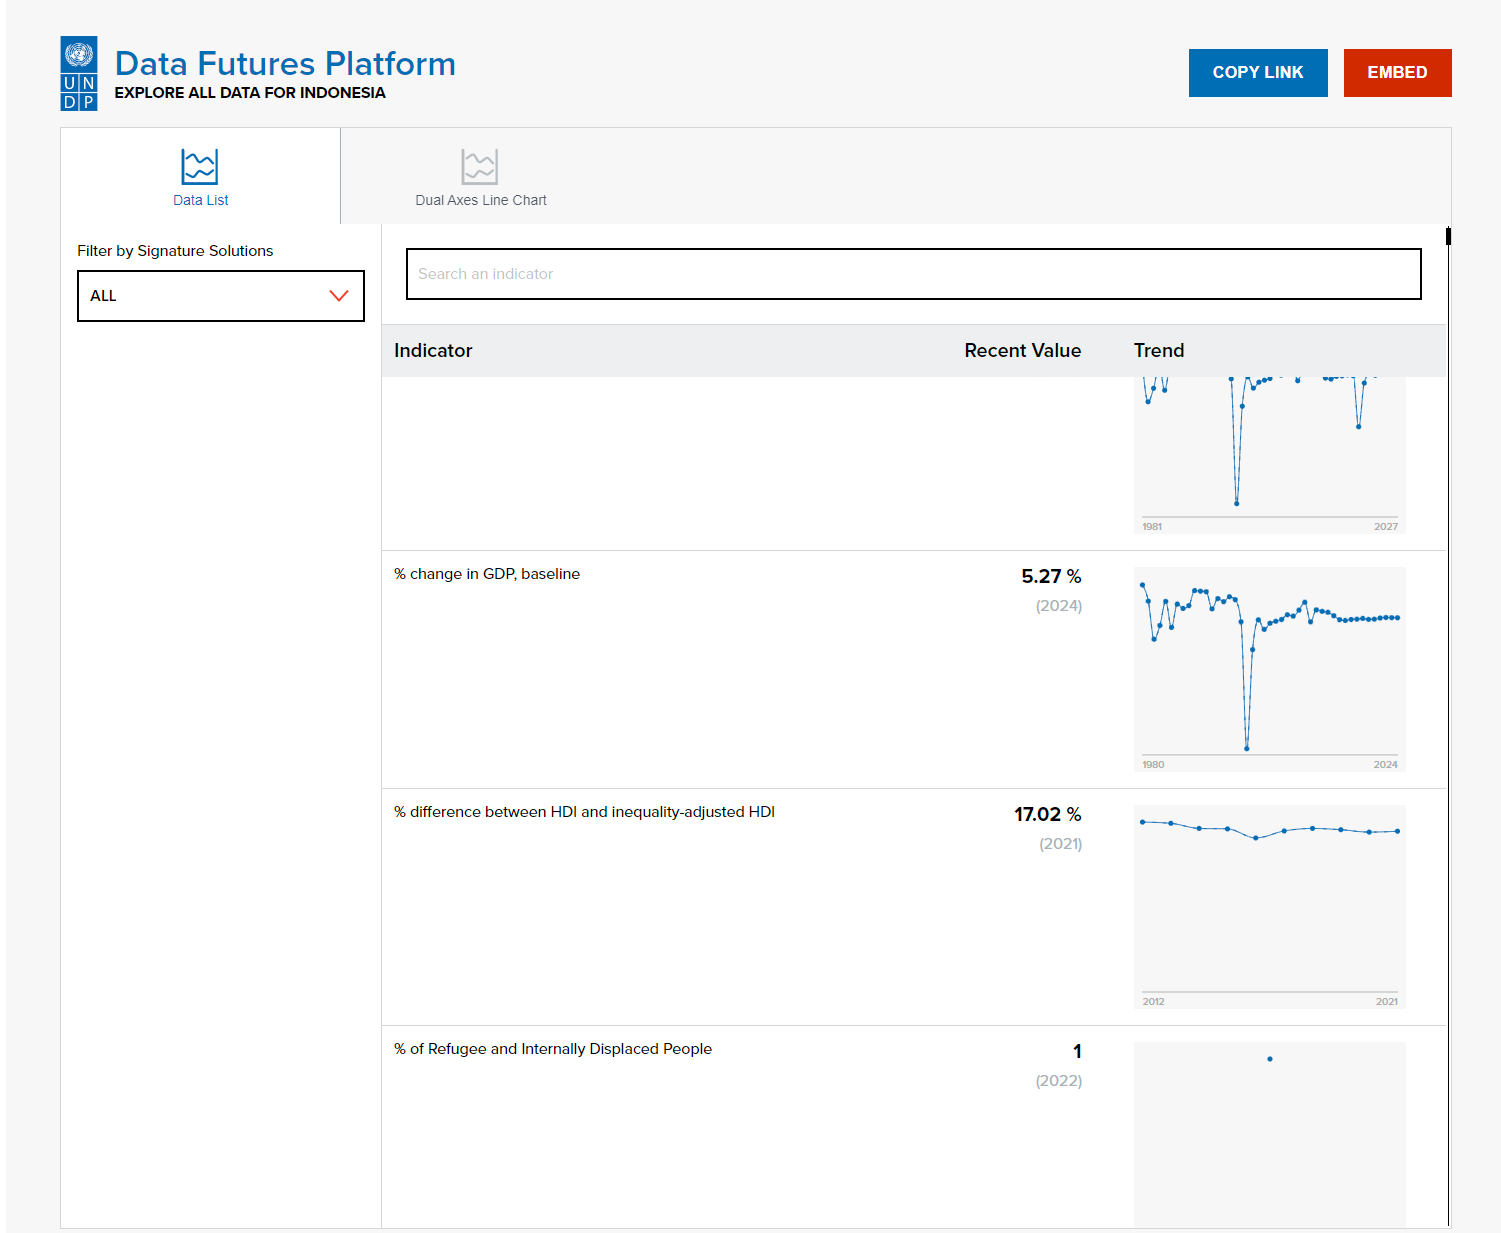 UN
DP
Data Futures Platform
EXPLORE ALL DATA FOR INDONESIA
COPY LINK
EMBED
Data List
Dual Axes Line Chart
Filter by Signature Solutions
ALL
Search an indicator
Indicator
Recent Value
Trend
1981
2027
% change in GDP, baseline
5.27 %
(2024)
1980
2024
% difference between HDI and inequality-adjusted HDI
17.02 %
(2021)
2012
2021
% of Refugee and Internally Displaced People
1
(2022)